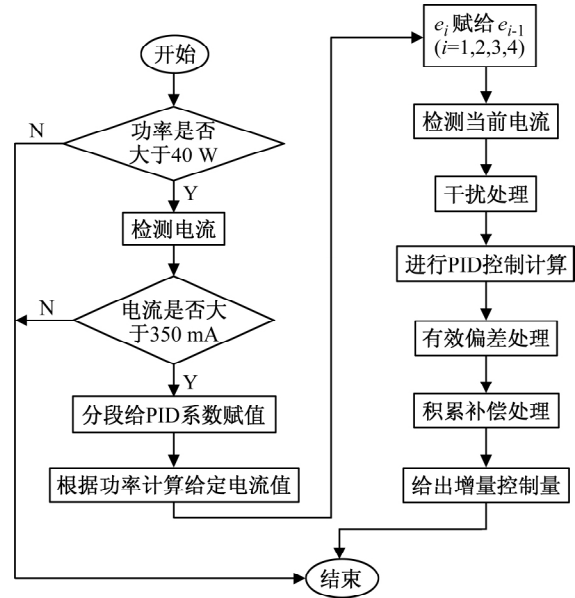 开始
功率是否
大于40 W
N
Y
检测电流
电流是否大
于350 mA
N
Y
分段给PID系数赋值
根据功率计算给定电流值
e_i 赋给 e_{i-1}
(i=1,2,3,4)
检测当前电流
干扰处理
进行PID控制计算
有效偏差处理
积累补偿处理
给出增量控制量
结束